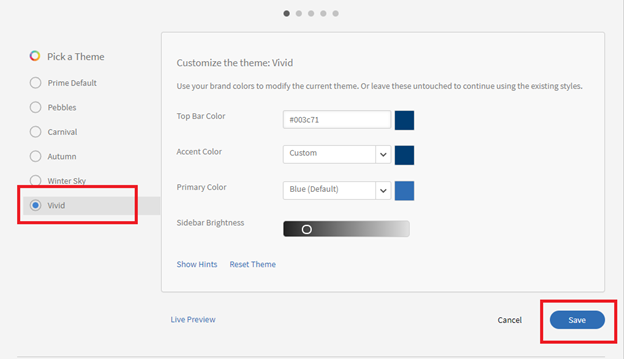 Pick a Theme
Prime Default
Pebbles
Carnival
Autumn
Winter Sky
Vivid
Customize the theme: Vivid
Use your brand colors to modify the current theme. Or leave these untouched to continue using the existing styles.
Top Bar Color
#003c71
Accent Color
Custom
Primary Color
Blue (Default)
Sidebar Brightness
Show Hints
Reset Theme
Live Preview
Cancel
Save